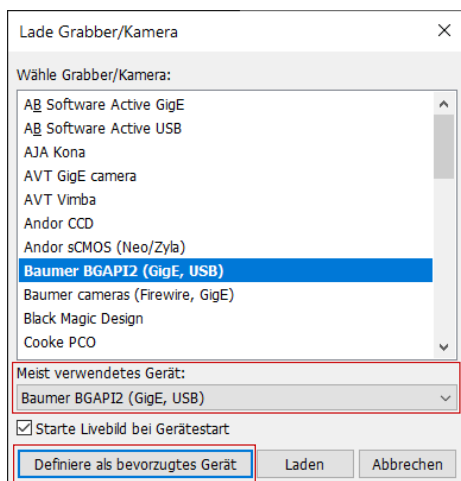 Lade Grabber/Kamera
Wähle Grabber/Kamera:
AB Software Active GigE
AB Software Active USB
AJA Kona
AVT GigE camera
AVT Vimba
Andor CCD
Andor sCMOS (Neo/Zyla)
Baumer BGAPI2 (GigE, USB)
Baumer cameras (Firewire, GigE)
Black Magic Design
Cooke PCO
Meist verwendetes Gerät:
Baumer BGAPI2 (GigE, USB)
Starte Livebild bei Gerätestart
Definiere als bevorzugtes Gerät Laden Abbrechen